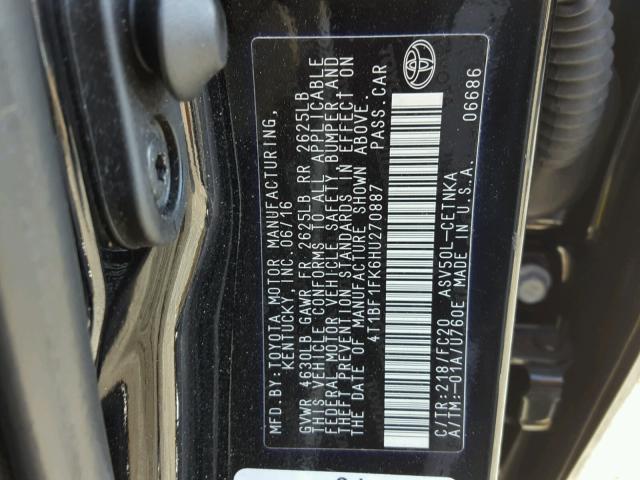 MFD.BY:TOYOTA MOTOR MANUFACTURING,
KENTUCKY, INC. 06/16
GVWR 4630LB GAWR FR 2625LB RR 2625LB
THIS VEHICLE CONFORMS TO ALL APPLICABLE
FEDERAL MOTOR VEHICLE SAFETY, BUMPER AND
THEFT PREVENTION STANDARDS IN EFFECT ON
THE DATE OF MANUFACTURE SHOWN ABOVE.
4T1BF1FK8HU270887 PASS.CAR
C/TR:218/FC20 ASV50L-CETNKA
A/TM:-01A/U760E MADE IN U.S.A.
06686